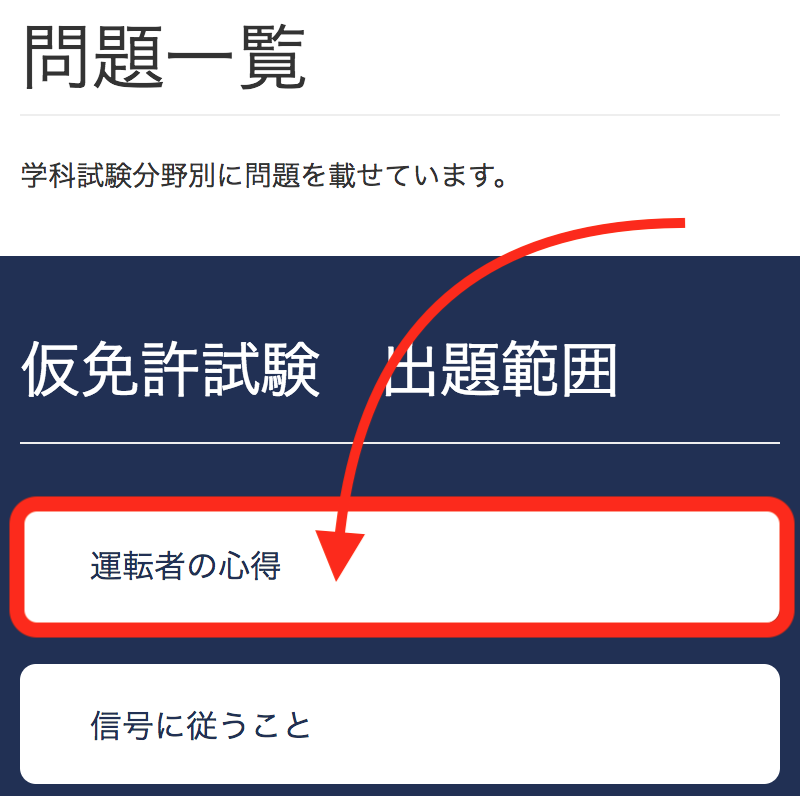 問題一覧
学科試験分野別に問題を載せています。
仮免許試験　出題範囲
運転者の心得
信号に従うこと